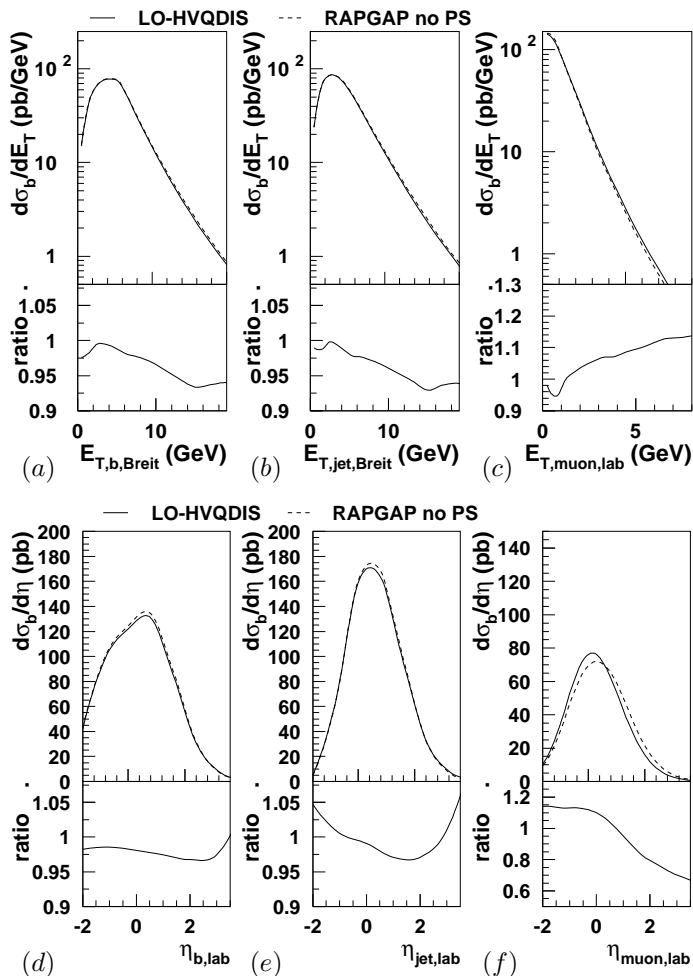 LO-HVQDIS RAPGAP no PS
dσb/dET (pb/GeV) dσb/dET (pb/GeV) dσb/dET (pb/GeV)
10² 10² 10²
10 10 10
1 1 1
ratio . ratio . ratio .
1.05 1.05 1.3
1 1 1.2
0.95 0.95 1.1
0.9 0.9 1
0.9
0 10 0 10 0 5
(a) ET,b,Breit (GeV) (b) ET,jet,Breit (GeV) (c) ET,muon,lab (GeV)
LO-HVQDIS RAPGAP no PS
dσb/dη (pb) dσb/dη (pb) dσb/dη (pb)
200 200
180 180
160 160
140 140 140
120 120 120
100 100 100
80 80 80
60 60 60
40 40 40
20 20 20
0 0 0
ratio . ratio . ratio .
1.05 1.05 1.2
1 1 1.0
0.95 0.95 0.8
0.9 0.9 0.6
-2 0 2 -2 0 2 -2 0 2
(d) ηb,lab (e) ηjet,lab (f) ηmuon,lab